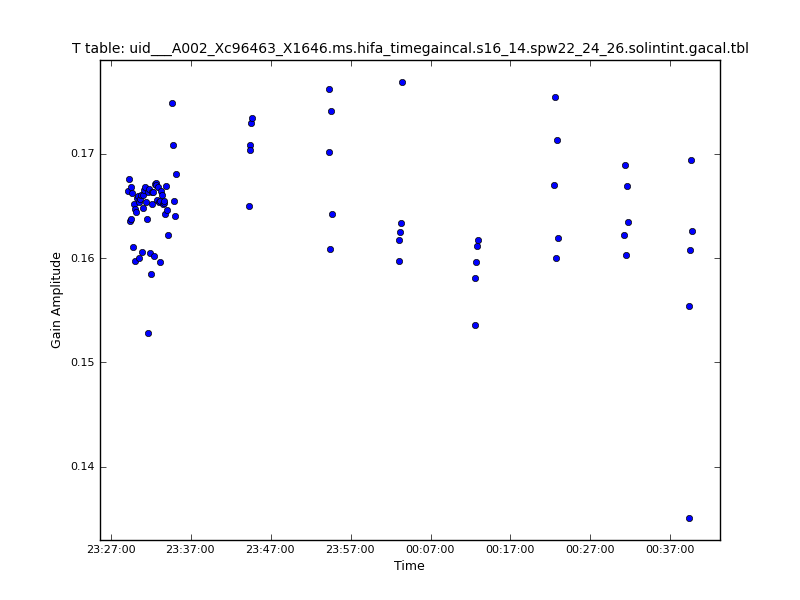 T table: uid___A002_Xc96463_X1646.ms.hifa_timegaincal.s16_14.spw22_24_26.solintint.gacal.tbl
Gain Amplitude
0.17
0.16
0.15
0.14
23:27:00 23:37:00 23:47:00 23:57:00 00:07:00 00:17:00 00:27:00 00:37:00
Time